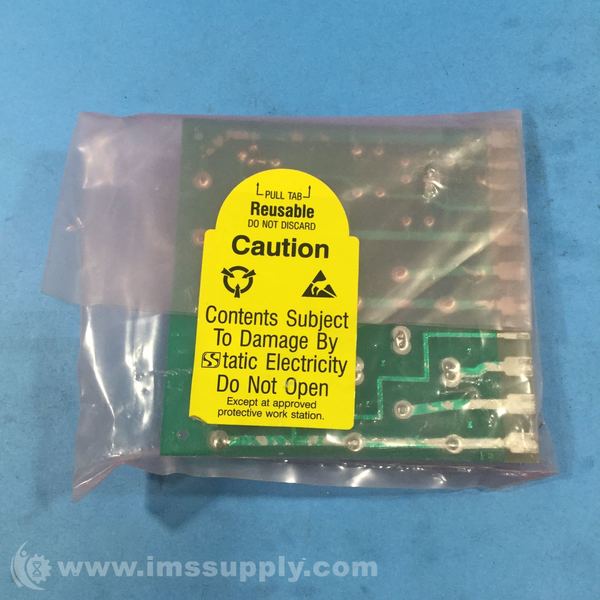 PULL TAB
Reusable
DO NOT DISCARD
Caution
Contents Subject
To Damage By
Static Electricity
Do Not Open
Except at approved
protective work station.
www.imssupply.com